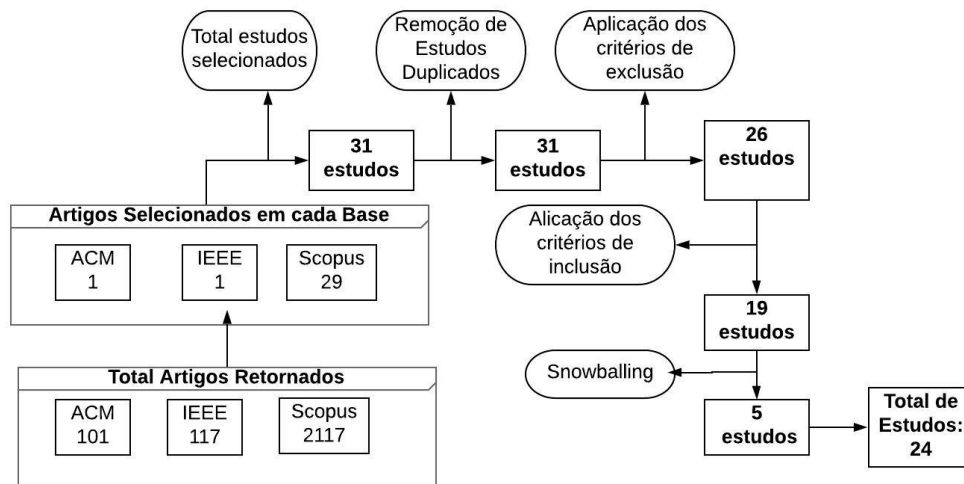 Total estudos
selecionados
Remoção de
Estudos
Duplicados
Aplicação dos
critérios de
exclusão
31
estudos
31
estudos
26
estudos
Artigos Selecionados em cada Base
ACM
1
IEEE
1
Scopus
29
Alicação dos
critérios de
inclusão
19
estudos
Total Artigos Retornados
ACM
101
IEEE
117
Scopus
2117
Snowballing
5
estudos
Total de
Estudos:
24